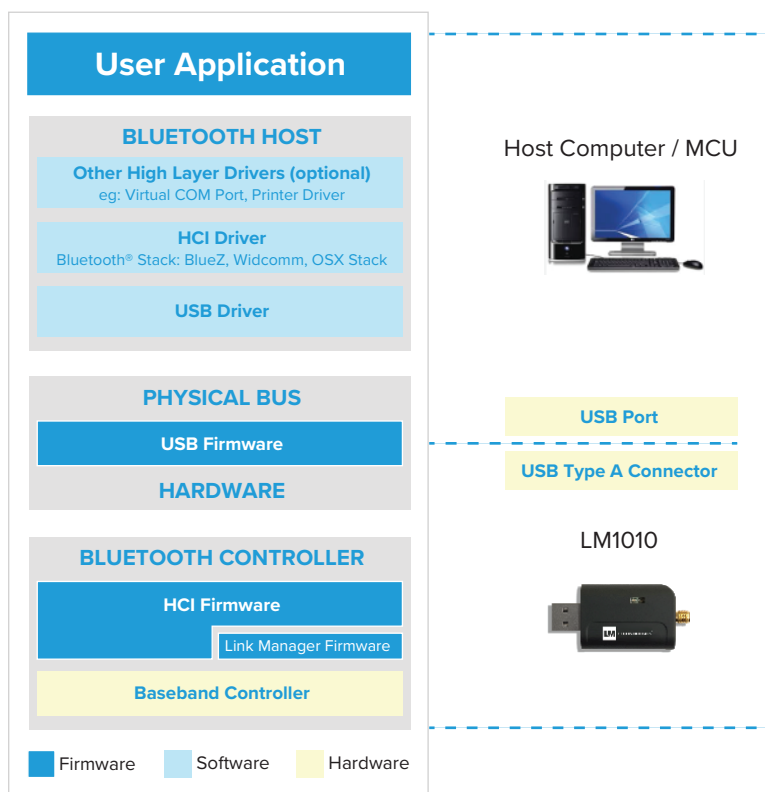 User Application
BLUETOOTH HOST
Other High Layer Drivers (optional)
eg: Virtual COM Port, Printer Driver
HCI Driver
Bluetooth® Stack: BlueZ, Widcomm, OSX Stack
USB Driver
PHYSICAL BUS
USB Firmware
HARDWARE
BLUETOOTH CONTROLLER
HCI Firmware
Link Manager Firmware
Baseband Controller
Firmware
Software
Hardware
Host Computer / MCU
USB Port
USB Type A Connector
LM1010
LM